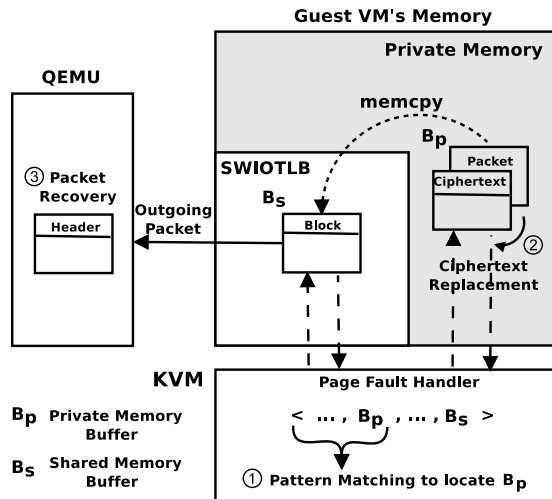 Guest VM's Memory
Private Memory
QEMU
memcpy
Bp
③ Packet
Recovery
SWIOTLB
Packet
Ciphertext
Bs
Header
Outgoing
Packet
Block
②
Ciphertext
Replacement
KVM
Page Fault Handler
Bp Private Memory
Buffer
< ... , Bp , ... , Bs >
Bs Shared Memory
Buffer
① Pattern Matching to locate Bp